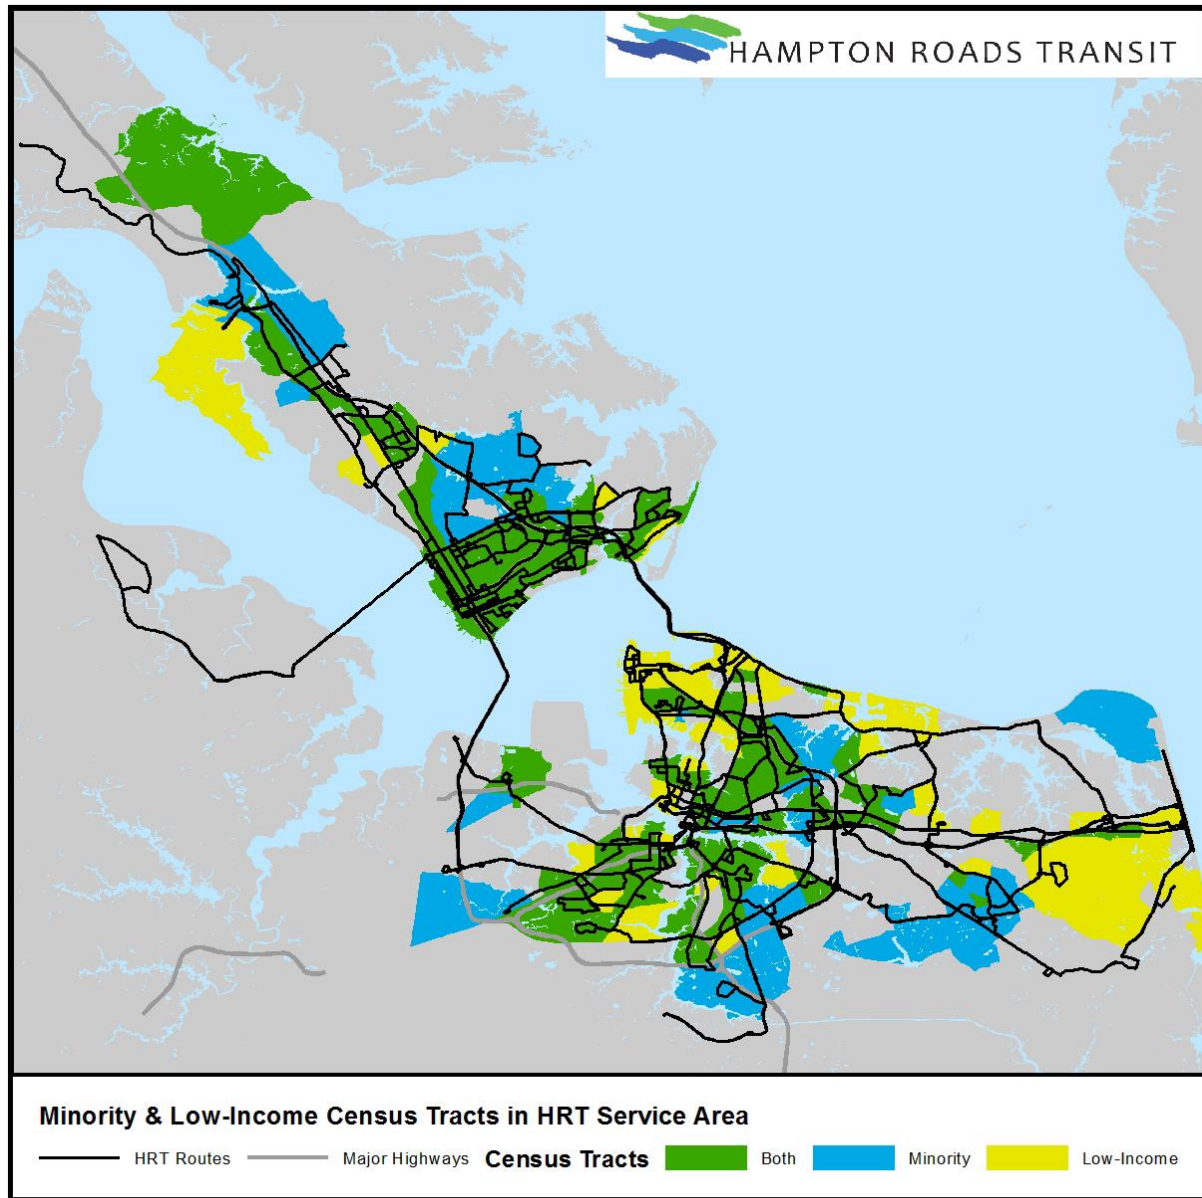 HAMPTON ROADS TRANSIT
Minority & Low-Income Census Tracts in HRT Service Area
HRT Routes Major Highways Census Tracts Both Minority Low-Income